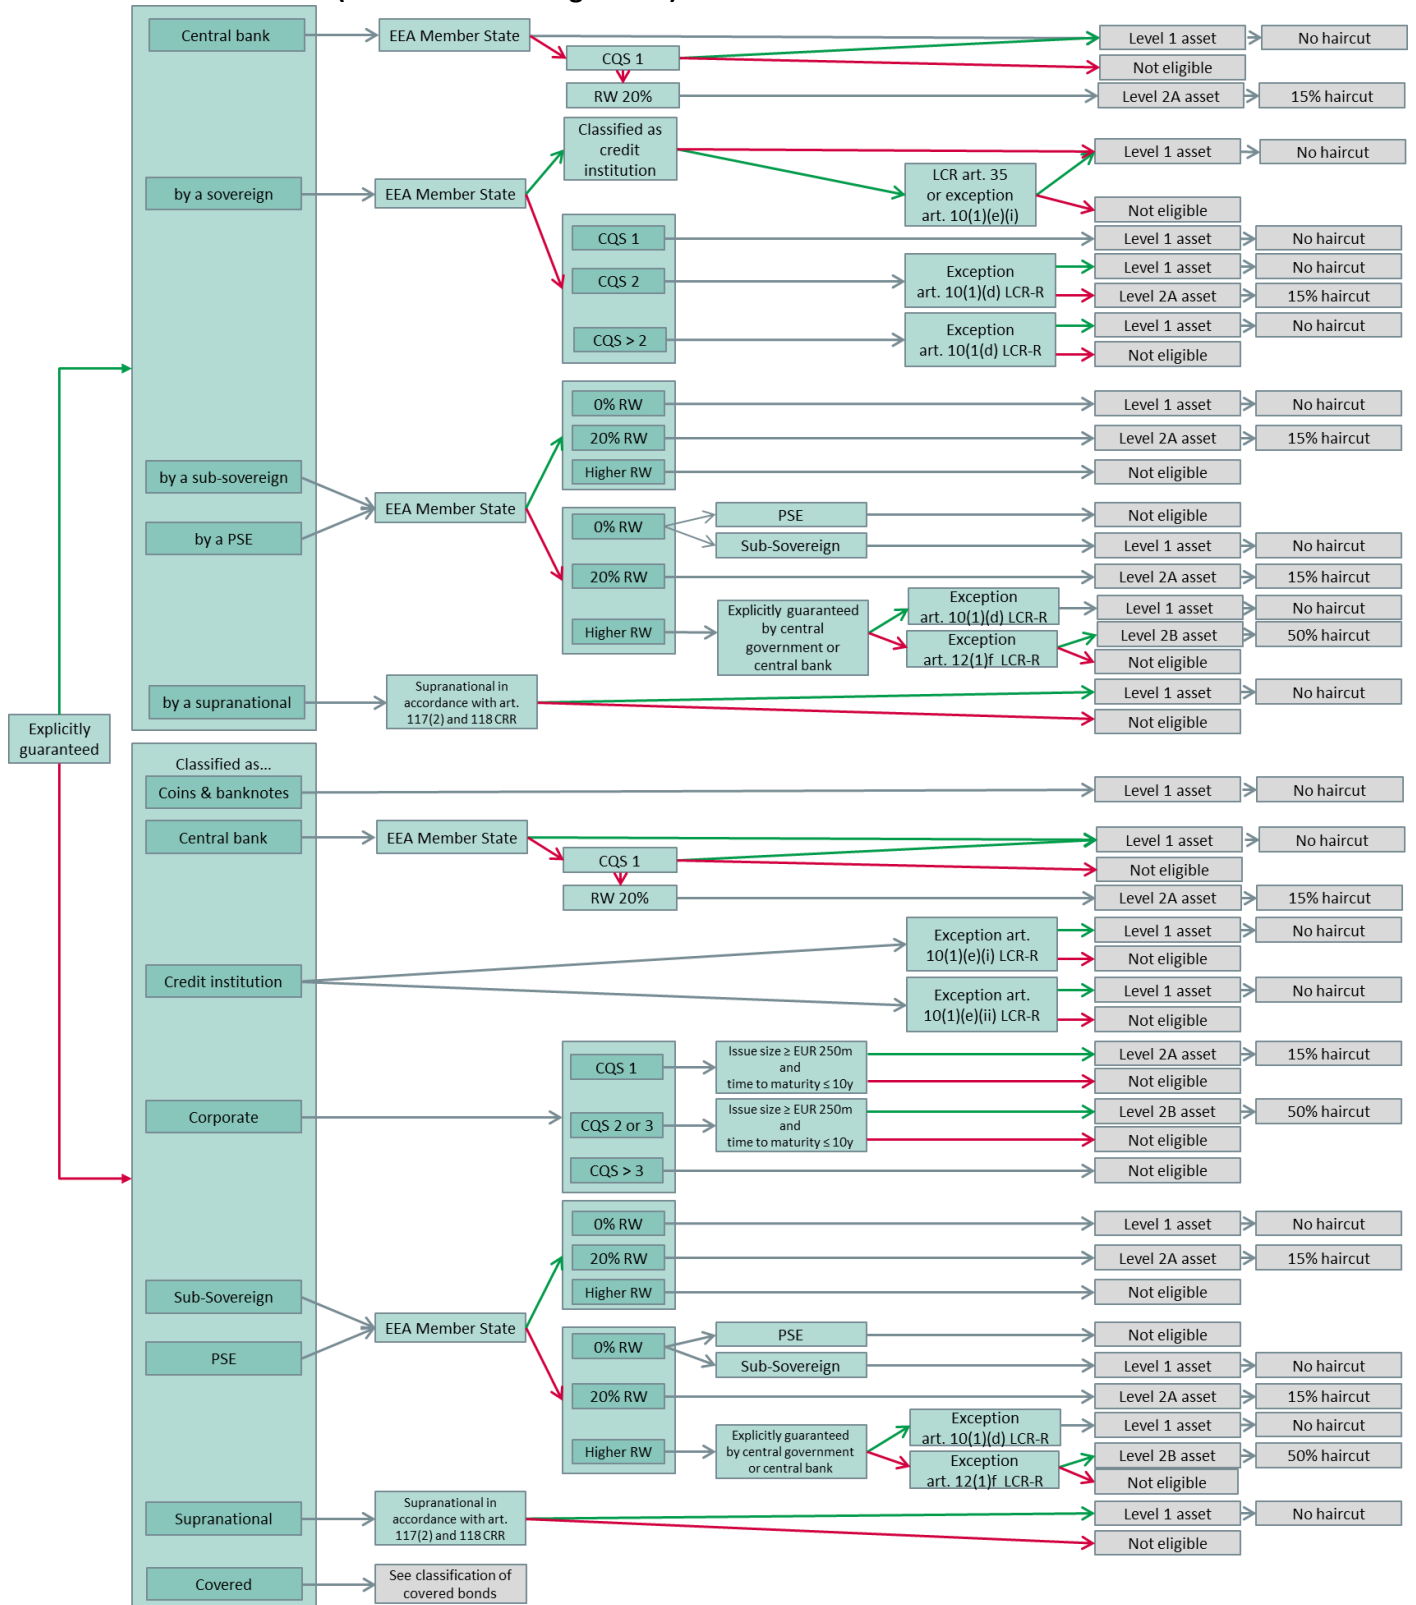 Central bank
EEA Member State
Level 1 asset
No haircut
CQS 1
Not eligible
RW 20%
Level 2A asset
15% haircut
Classified as
credit
institution
Level 1 asset
No haircut
by a sovereign
EEA Member State
LCR art. 35
or exception
art. 10(1)(e)(i)
Not eligible
CQS 1
Level 1 asset
No haircut
CQS 2
Exception
art. 10(1)(d) LCR-R
Level 1 asset
No haircut
Level 2A asset
15% haircut
CQS > 2
Exception
art. 10(1(d) LCR-R
Level 1 asset
No haircut
Not eligible
0% RW
Level 1 asset
No haircut
20% RW
Level 2A asset
15% haircut
Higher RW
Not eligible
by a sub-sovereign
EEA Member State
by a PSE
0% RW
PSE
Not eligible
Sub-Sovereign
Level 1 asset
No haircut
20% RW
Level 2A asset
15% haircut
Higher RW
Explicitly guaranteed
by central
government or
central bank
Exception
art. 10(1)(d) LCR-R
Level 1 asset
No haircut
Exception
art. 12(1)f LCR-R
Level 2B asset
50% haircut
Not eligible
by a supranational
Supranational in
accordance with art.
117(2) and 118 CRR
Level 1 asset
No haircut
Not eligible
Explicitly
guaranteed
Classified as...
Coins & banknotes
Level 1 asset
No haircut
Central bank
EEA Member State
Level 1 asset
No haircut
CQS 1
Not eligible
RW 20%
Level 2A asset
15% haircut
Credit institution
Exception art.
10(1)(e)(i) LCR-R
Level 1 asset
No haircut
Not eligible
Exception art.
10(1)(e)(ii) LCR-R
Level 1 asset
No haircut
Not eligible
Corporate
CQS 1
Issue size ≥ EUR 250m
and
time to maturity ≤ 10y
Level 2A asset
15% haircut
Not eligible
CQS 2 or 3
Issue size ≥ EUR 250m
and
time to maturity ≤ 10y
Level 2B asset
50% haircut
Not eligible
CQS > 3
Not eligible
0% RW
Level 1 asset
No haircut
20% RW
Level 2A asset
15% haircut
Higher RW
Not eligible
Sub-Sovereign
EEA Member State
PSE
0% RW
PSE
Not eligible
Sub-Sovereign
Level 1 asset
No haircut
20% RW
Level 2A asset
15% haircut
Higher RW
Explicitly guaranteed
by central government
or central bank
Exception
art. 10(1)(d) LCR-R
Level 1 asset
No haircut
Exception
art. 12(1)f LCR-R
Level 2B asset
50% haircut
Not eligible
Supranational
Supranational in
accordance with art.
117(2) and 118 CRR
Level 1 asset
No haircut
Not eligible
Covered
See classification of
covered bonds